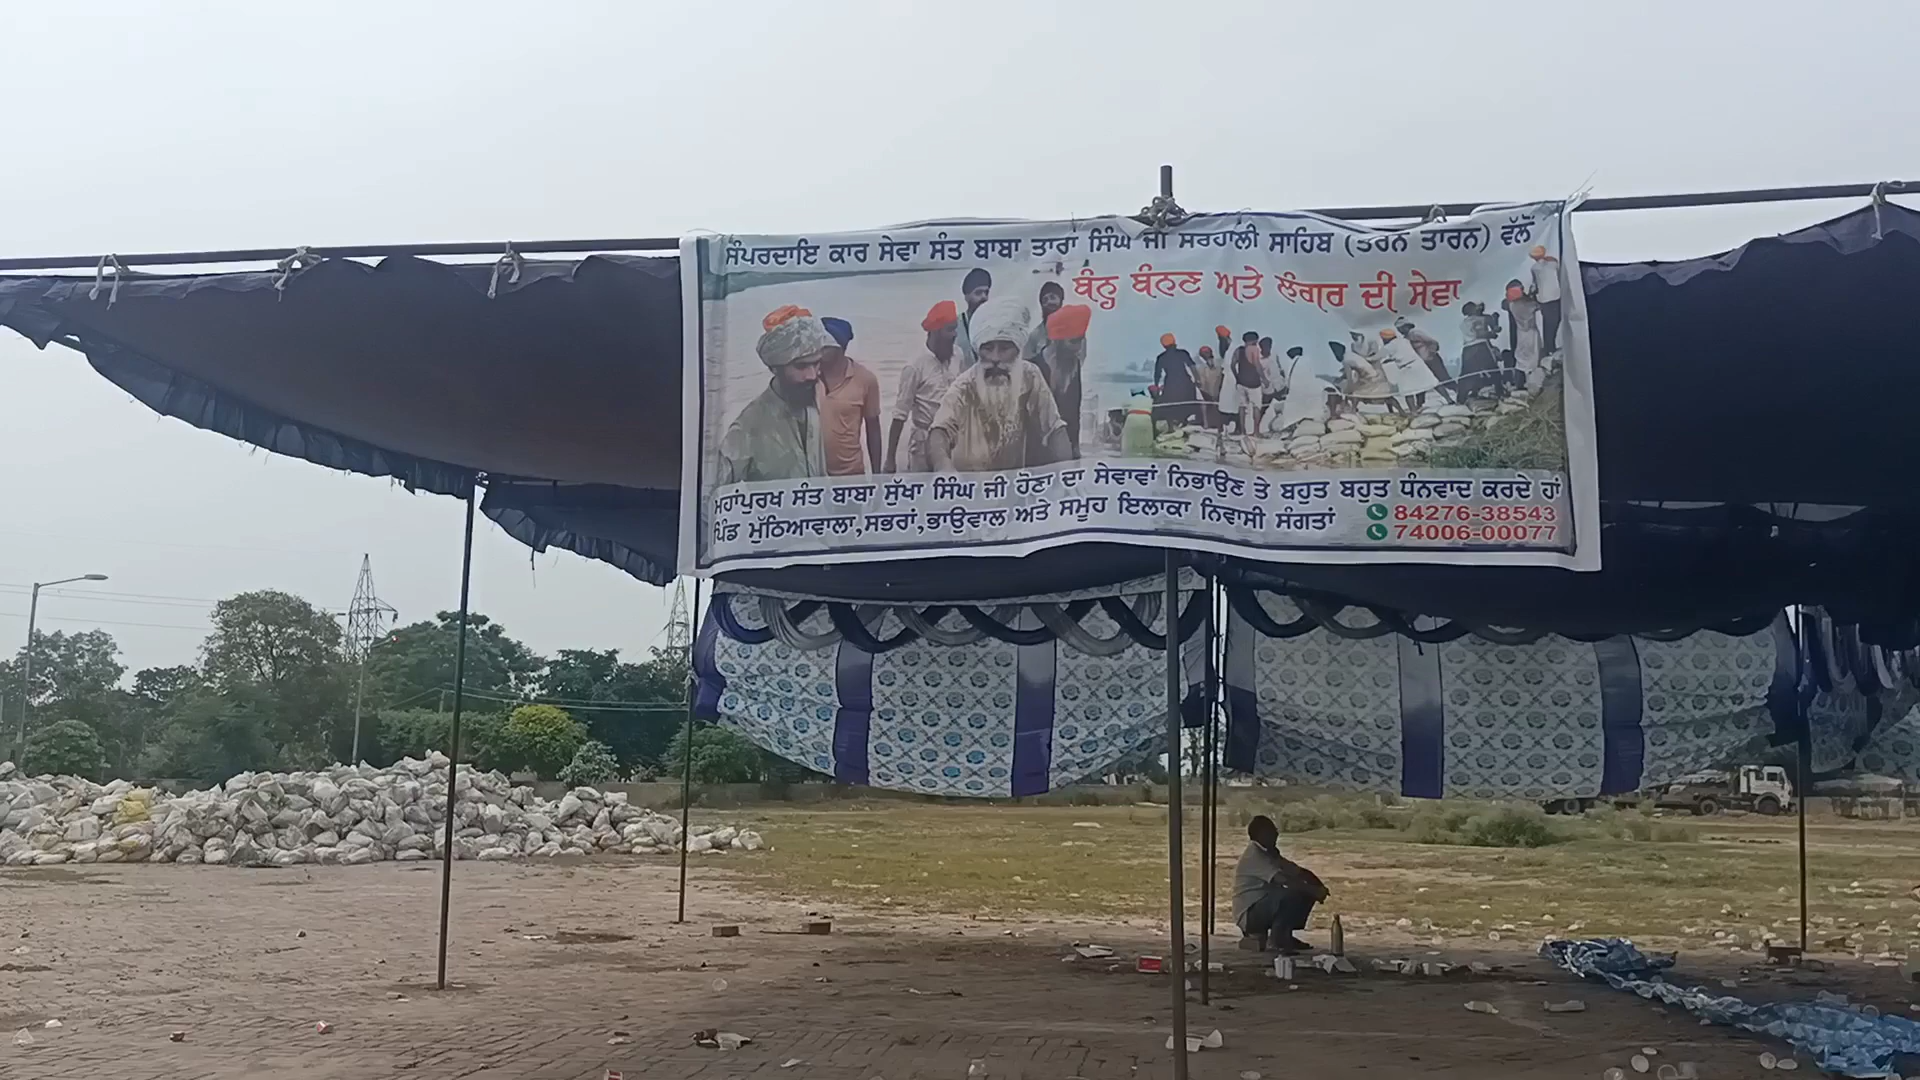 ਸੰਪਰਦਾਇ ਕਾਰ ਸੇਵਾ ਸੰਤ ਬਾਬਾ ਤਾਰਾ ਸਿੰਘ ਜੀ ਸਰਹਾਲੀ ਸਾਹਿਬ (ਤਰਨ ਤਾਰਨ) ਵੱਲੋਂ
ਬੰਨ੍ਹ ਬੰਨਣ ਅਤੇ ਲੰਗਰ ਦੀ ਸੇਵਾ
ਮਹਾਂਪੁਰਖ ਸੰਤ ਬਾਬਾ ਸੁੱਖਾ ਸਿੰਘ ਜੀ ਹੋਣਾ ਦਾ ਸੇਵਾਵਾਂ ਨਿਭਾਉਣ ਤੇ ਬਹੁਤ ਬਹੁਤ ਧੰਨਵਾਦ ਕਰਦੇ ਹਾਂ
ਪਿੰਡ ਮੁੱਠਿਆਵਾਲਾ,ਸਭਰਾਂ,ਭਾਉਵਾਲ ਅਤੇ ਸਮੂਹ ਇਲਾਕਾ ਨਿਵਾਸੀ ਸੰਗਤਾਂ
84276-38543
74006-00077